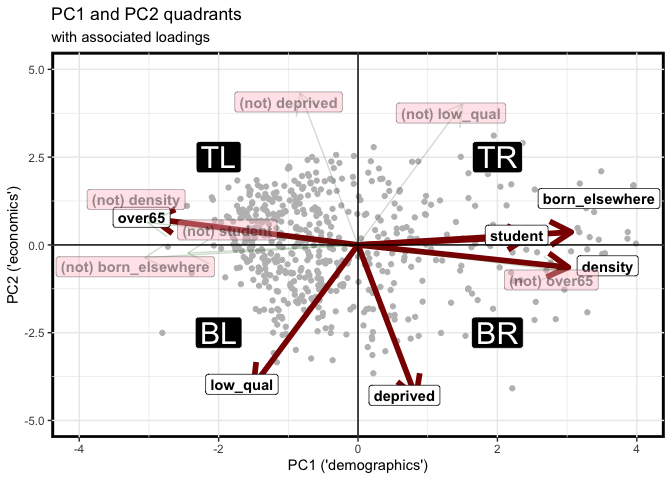 PC1 and PC2 quadrants
with associated loadings
PC2 ('economics')
5.0
2.5
0.0
-2.5
-5.0
(not) deprived
(not) low_qual
TL
TR
(not) density
born_elsewhere
over65
(not) student
student
(not) born_elsewhere
density
(not) over65
BL
BR
low_qual
deprived
-4
-2
0
2
4
PC1 ('demographics')